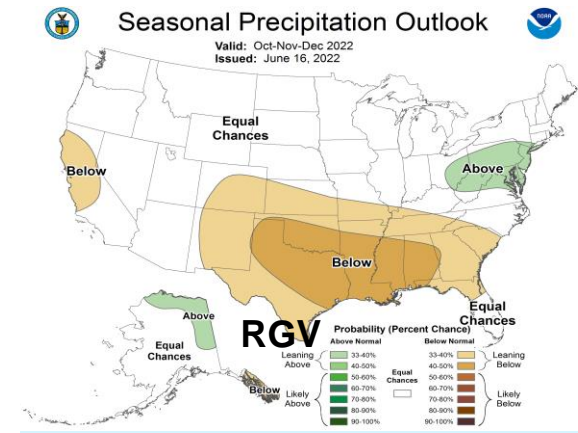 Seasonal Precipitation Outlook
Valid: Oct-Nov-Dec 2022
Issued: June 16, 2022
NOAA
Equal
Chances
Below
Above
Below
Equal
Chances
Above
Equal
Chances
Below
RGV
Probability (Percent Chance)
Above Normal
Below Normal
Leaning
Above
33-40%
40-50%
50-60%
60-70%
70-80%
80-90%
90-100%
Likely
Above
Equal
Chances
33-40%
40-50%
50-60%
60-70%
70-80%
80-90%
90-100%
Leaning
Below
Likely
Below